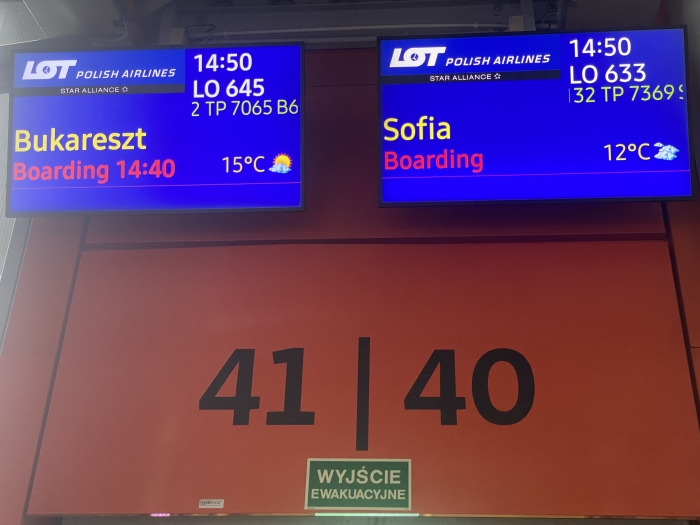 LOT POLISH AIRLINES
STAR ALLIANCE
14:50
LO 645
2 TP 7065 B6
Bukareszt
Boarding 14:40
15°C
LOT POLISH AIRLINES
STAR ALLIANCE
14:50
LO 633
32 TP 7369
Sofia
Boarding
12°C
41 | 40
WYJŚCIE
EWAKUACYJNE